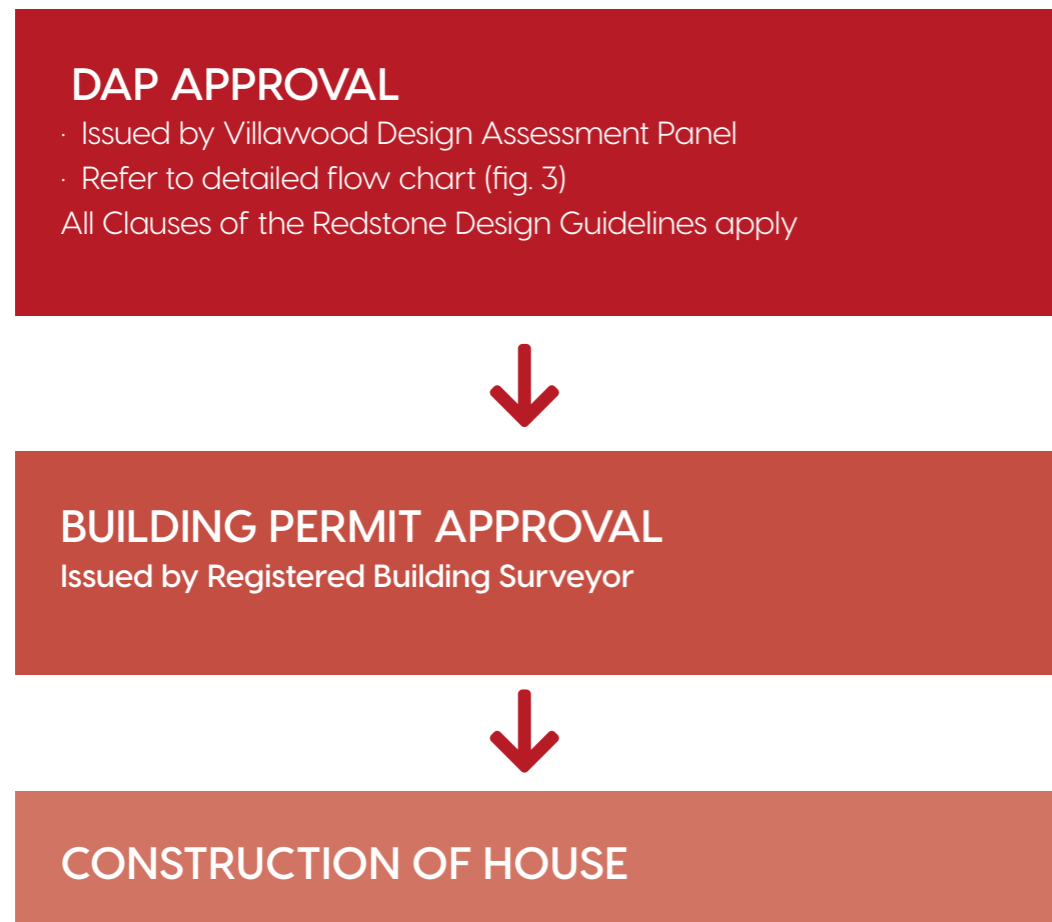 DAP APPROVAL
· Issued by Villawood Design Assessment Panel
· Refer to detailed flow chart (fig. 3)
All Clauses of the Redstone Design Guidelines apply
BUILDING PERMIT APPROVAL
Issued by Registered Building Surveyor
CONSTRUCTION OF HOUSE